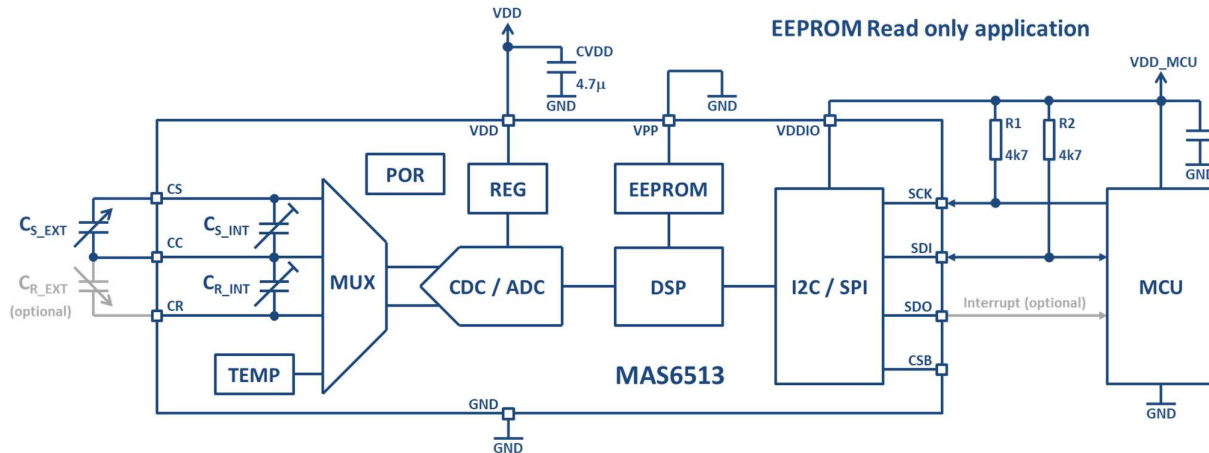 EEPROM Read only application
VDD
CVDD
4.7µ
GND
GND
VDD_MCU
R1
4k7
R2
4k7
GND
VDD
VPP
VDDIO
POR
REG
EEPROM
CS
CC
CR
C_S_EXT
C_R_EXT
(optional)
C_S_INT
C_R_INT
MUX
CDC / ADC
DSP
I2C / SPI
SCK
SDI
SDO
CSB
Interrupt (optional)
MCU
TEMP
MAS6513
GND
GND
GND